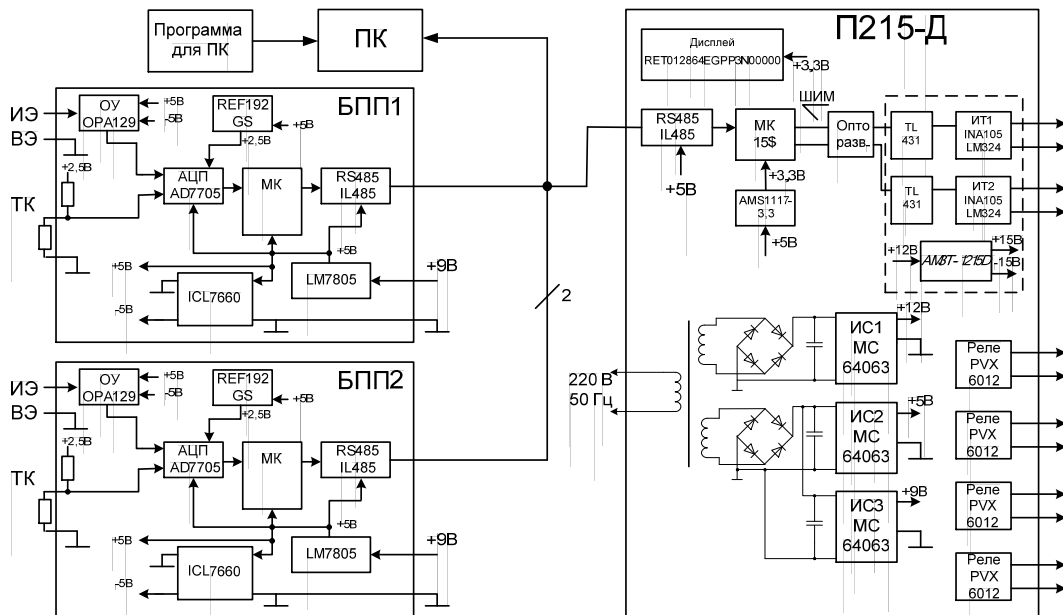 Программа
для ПК
ПК
БПП1
ИЭ
ВЭ
ТК
ОУ
OPA129
+5В
-5В
+2,5В
REF192
GS
+5В
+2,5В
АЦП
AD7705
МК
RS485
IL485
+5В
+5В
-5В
ICL7660
LM7805
+9В
2
БПП2
ИЭ
ВЭ
ТК
ОУ
OPA129
+5В
-5В
+2,5В
REF192
GS
+5В
+2,5В
АЦП
AD7705
МК
RS485
IL485
+5В
+5В
-5В
ICL7660
LM7805
+9В
П215-Д
Дисплей
RET012864EGPP3N00000
+3,3В
ШИМ
RS485
IL485
+5В
МК
15$
+3,3В
AMS1117-
3,3
+5В
Опто
разв.
TL
431
ИТ1
INA105
LM324
TL
431
ИТ2
INA105
LM324
+12В
AM3T-1215D
+15В
-15В
220 В
50 Гц
ИС1
МС
64063
+12В
ИС2
МС
64063
+5В
ИС3
МС
64063
+9В
Реле
PVX
6012
Реле
PVX
6012
Реле
PVX
6012
Реле
PVX
6012